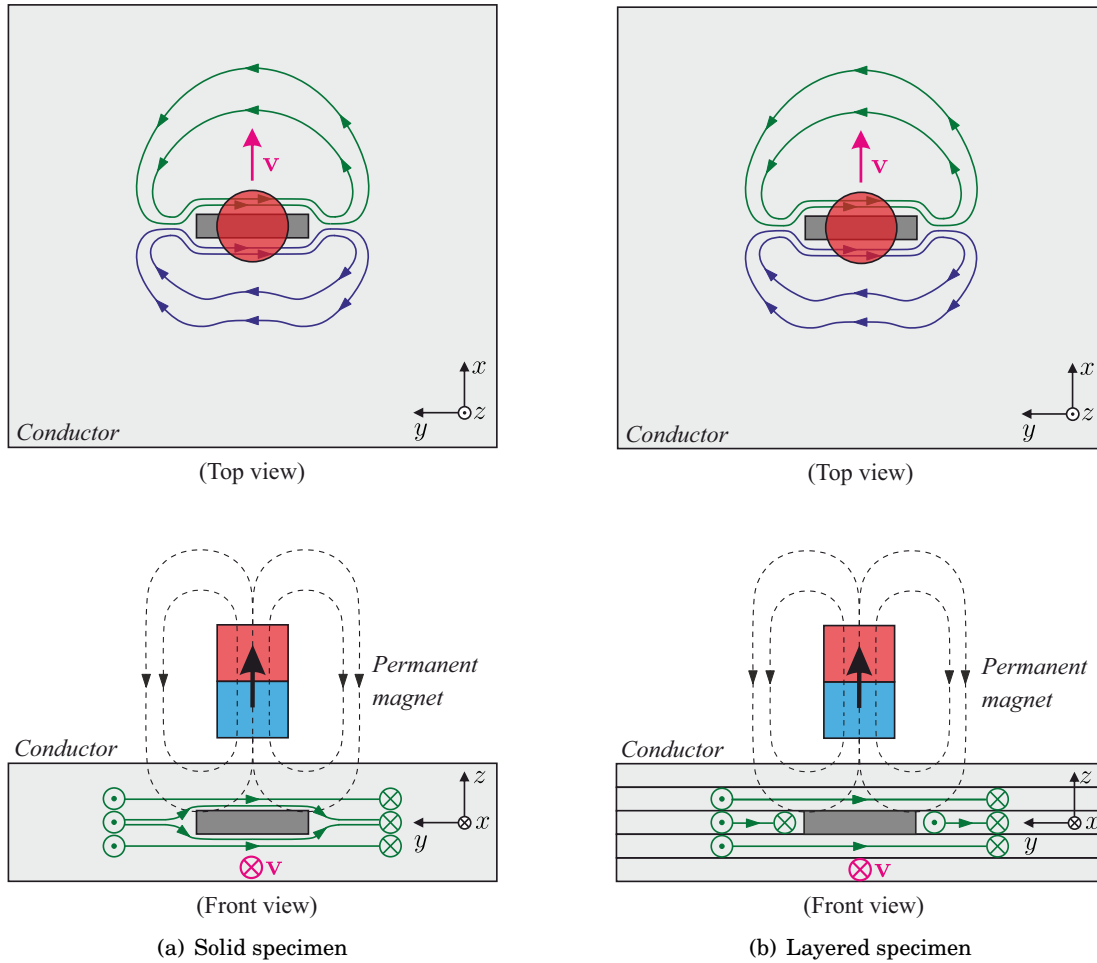 v
x
y
z
Conductor
(Top view)
Permanent
magnet
Conductor
z
y
x
v
(Front view)
(a) Solid specimen
v
x
y
z
Conductor
(Top view)
Permanent
magnet
Conductor
z
y
x
v
(Front view)
(b) Layered specimen